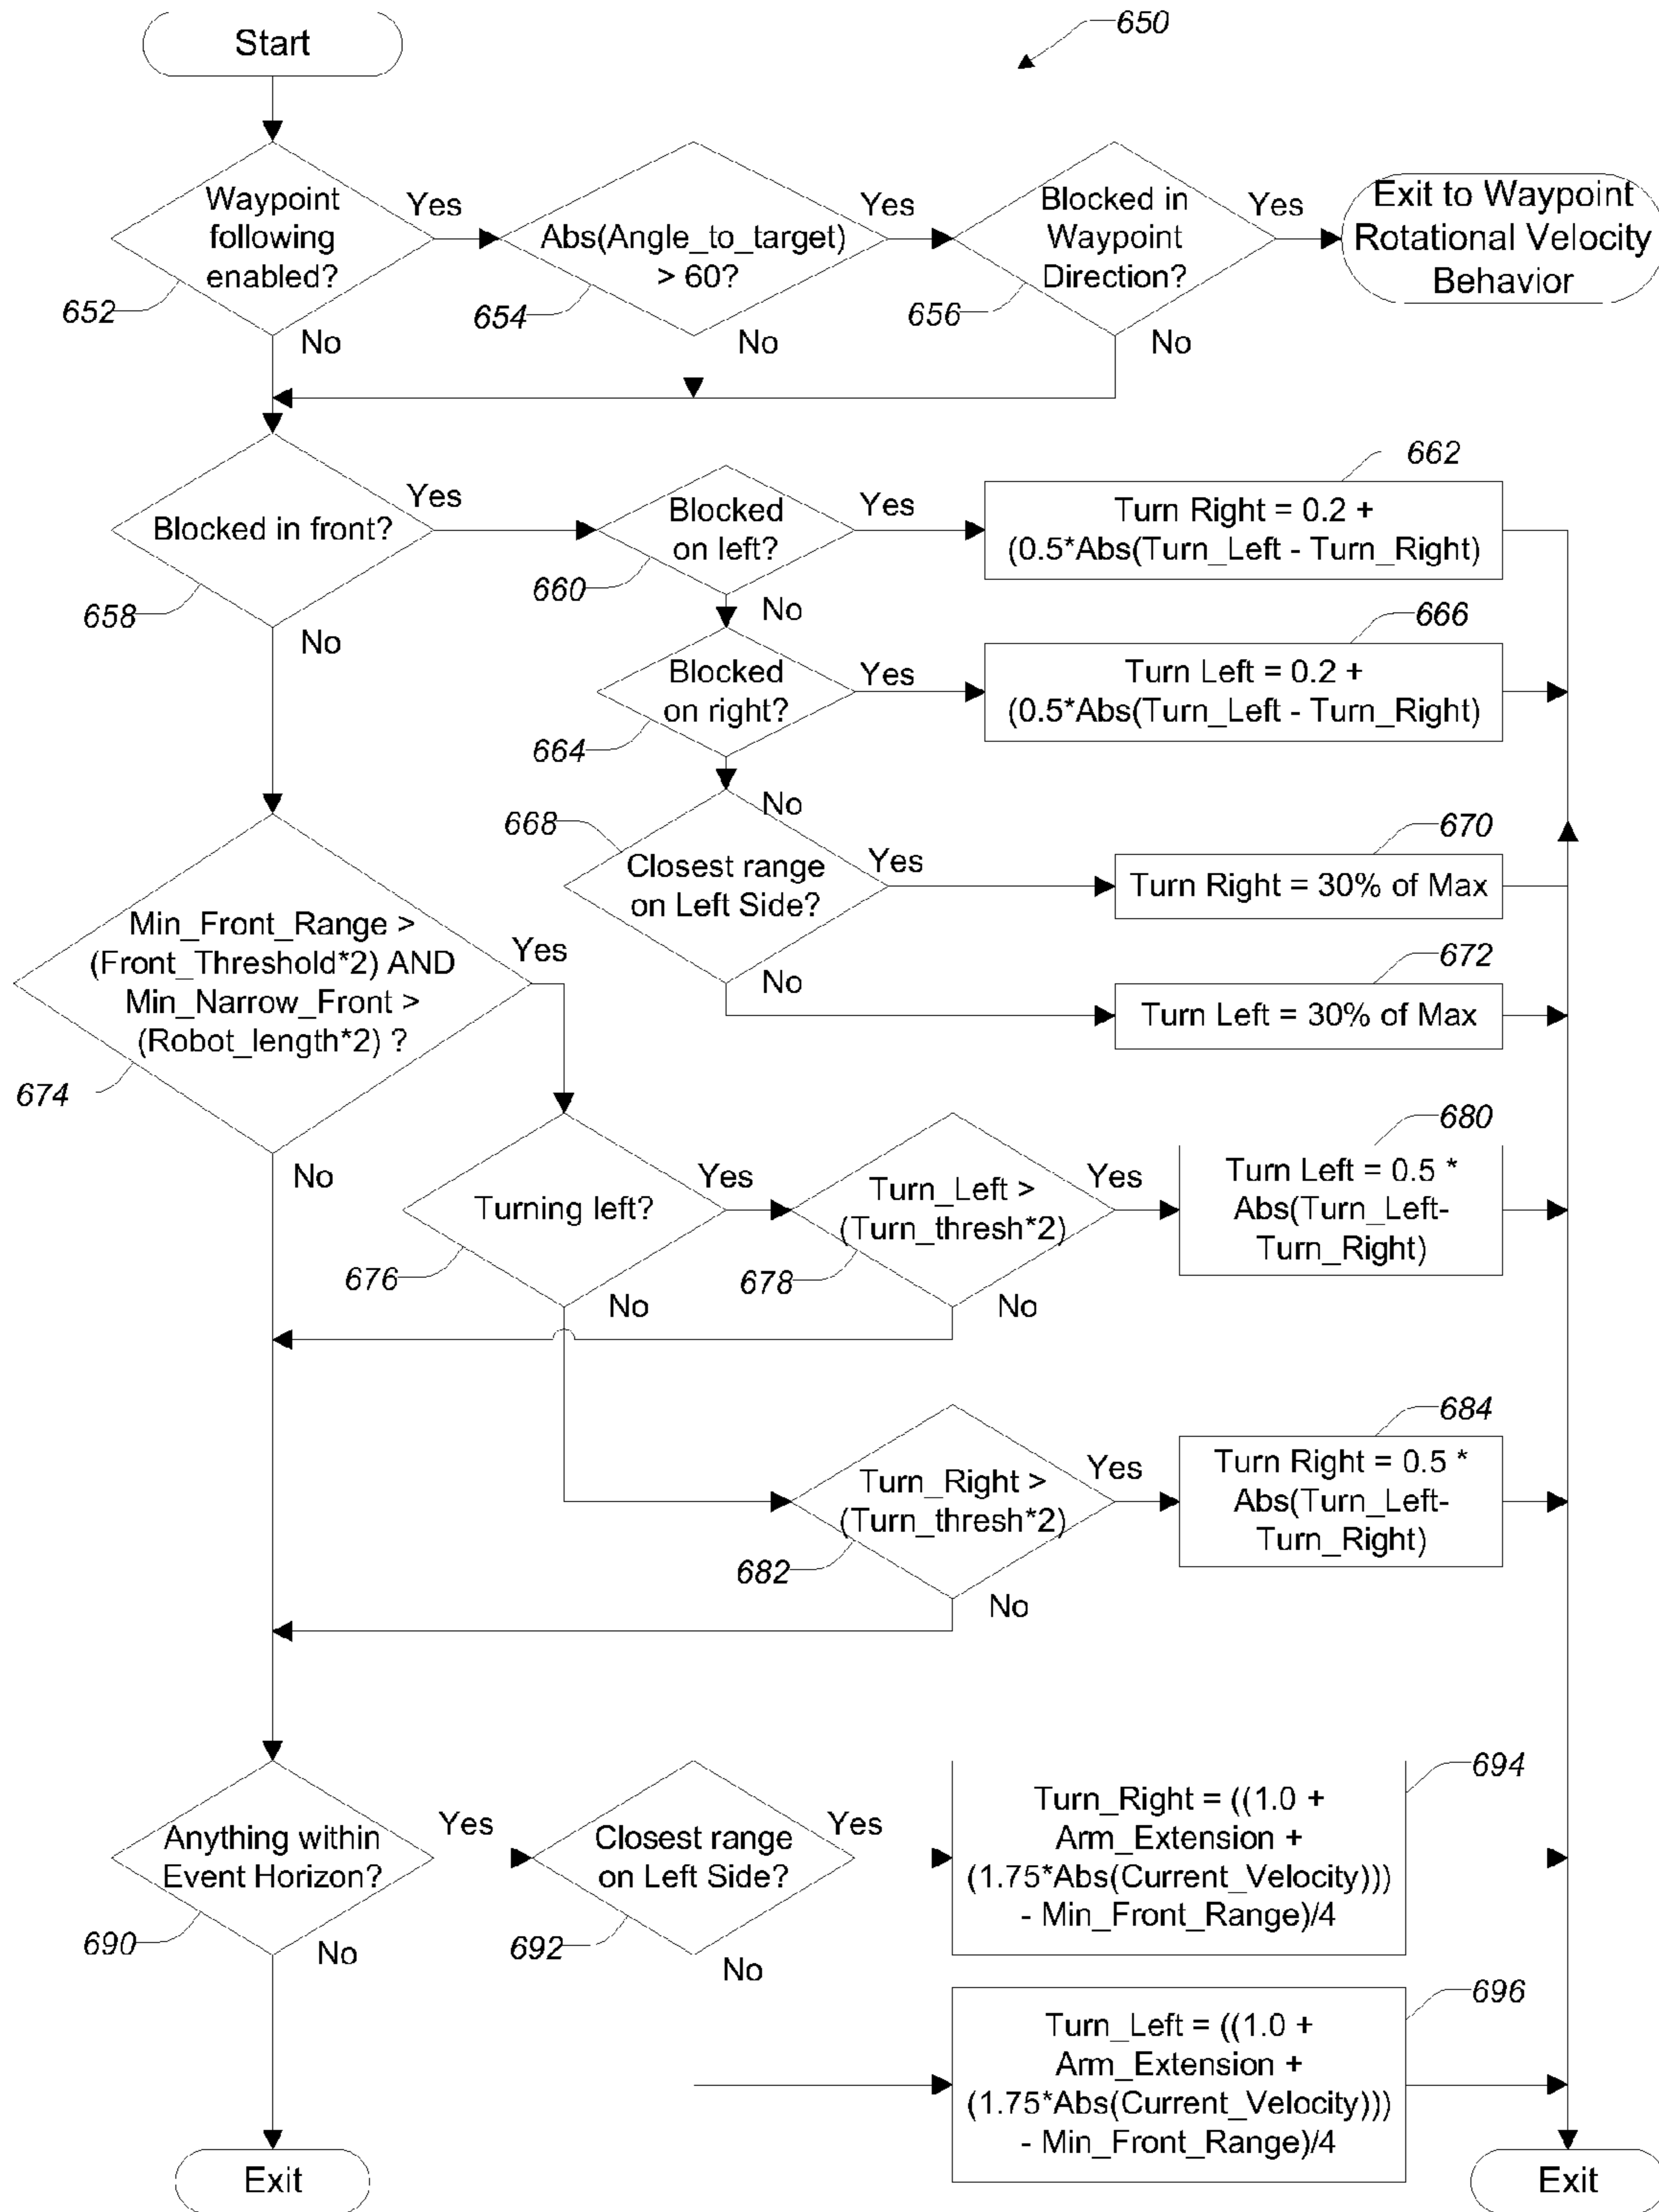 Start
650
Waypoint
following
enabled?
Yes
652
No
Abs(Angle_to_target)
> 60?
Yes
654
No
Blocked in
Waypoint
Direction?
Yes
656
No
Exit to Waypoint
Rotational Velocity
Behavior
Blocked in front?
Yes
658
No
Blocked
on left?
Yes
660
No
662
Turn Right = 0.2 +
(0.5*Abs(Turn_Left - Turn_Right)
Blocked
on right?
Yes
664
No
666
Turn Left = 0.2 +
(0.5*Abs(Turn_Left - Turn_Right)
668
Closest range
on Left Side?
Yes
No
670
Turn Right = 30% of Max
672
Turn Left = 30% of Max
Min_Front_Range >
(Front_Threshold*2) AND
Min_Narrow_Front >
(Robot_length*2) ?
Yes
674
No
Turning left?
Yes
676
No
Turn_Left >
(Turn_thresh*2)
Yes
678
No
680
Turn Left = 0.5 *
Abs(Turn_Left-
Turn_Right)
Turn_Right >
(Turn_thresh*2)
Yes
682
No
684
Turn Right = 0.5 *
Abs(Turn_Left-
Turn_Right)
Anything within
Event Horizon?
Yes
690
No
Closest range
on Left Side?
Yes
692
No
694
Turn_Right = ((1.0 +
Arm_Extension +
(1.75*Abs(Current_Velocity)))
- Min_Front_Range)/4
696
Turn_Left = ((1.0 +
Arm_Extension +
(1.75*Abs(Current_Velocity)))
- Min_Front_Range)/4
Exit
Exit